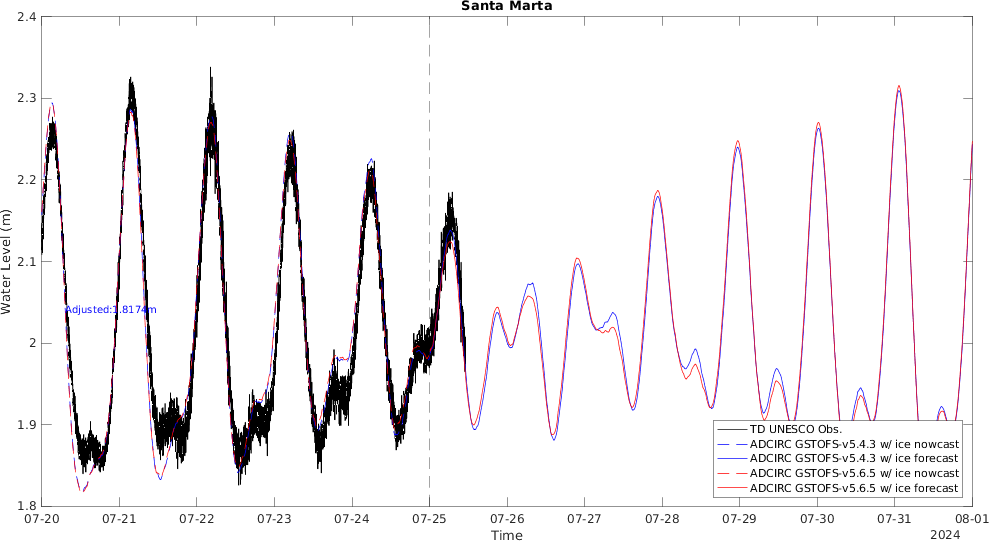 Santa Marta
2.4
2.3
2.2
2.1
2
1.9
1.8
Water Level (m)
Adjusted:1.8174m
TD UNESCO Obs.
ADCIRC GSTOFS-v5.4.3 w/ ice nowcast
ADCIRC GSTOFS-v5.4.3 w/ ice forecast
ADCIRC GSTOFS-v5.6.5 w/ ice nowcast
ADCIRC GSTOFS-v5.6.5 w/ ice forecast
07-20 07-21 07-22 07-23 07-24 07-25 07-26 07-27 07-28 07-29 07-30 07-31 08-01
Time
2024